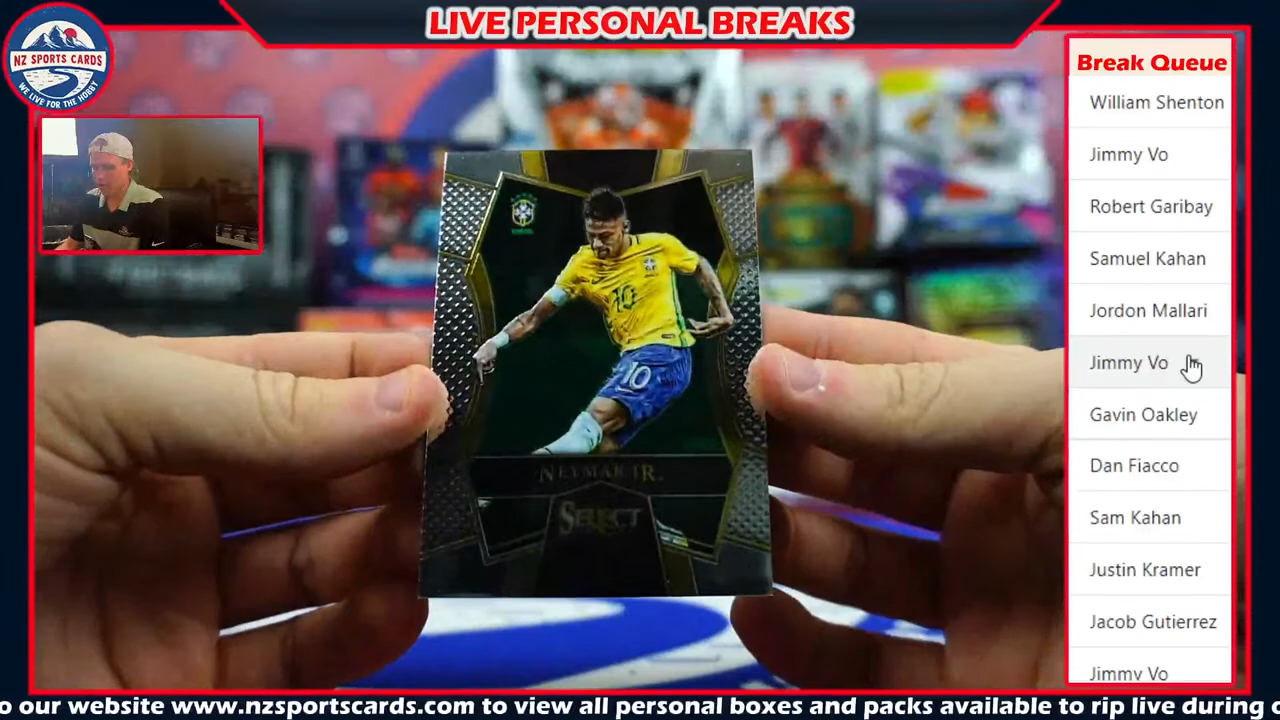 LIVE PERSONAL BREAKS
NZ SPORTS CARDS
WE LIVE FOR THE HOBBY
Break Queue
William Shenton
Jimmy Vo
Robert Garibay
Samuel Kahan
Jordon Mallari
Jimmy Vo
Gavin Oakley
Dan Fiacco
Sam Kahan
Justin Kramer
Jacob Gutierrez
Jimmy Vo
10
10
NEYMAR JR.
SELECT
o our website www.nzsportscards.com to view all personal boxes and packs available to rip live during